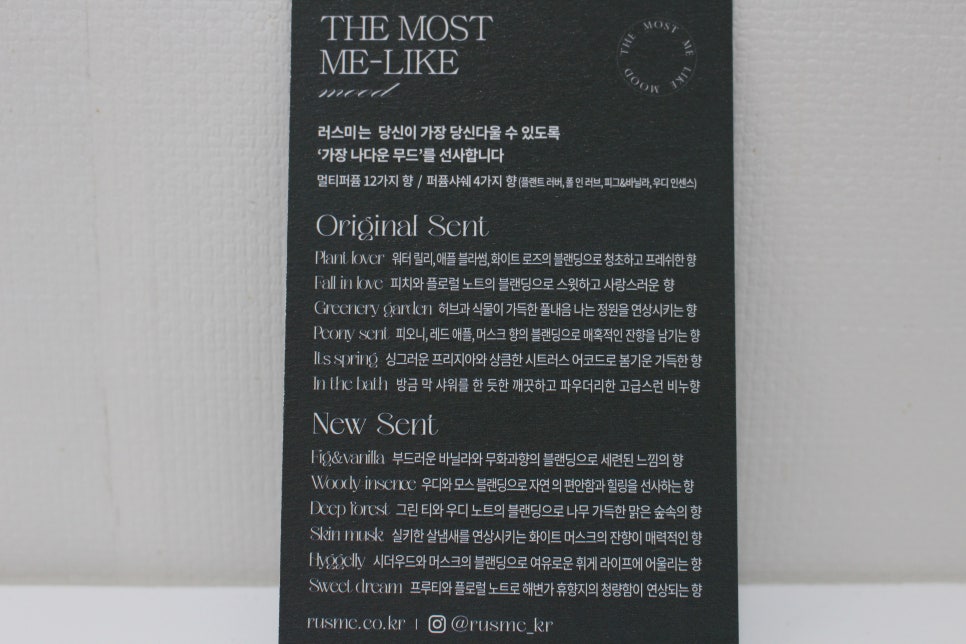 THE MOST
ME-LIKE
mood
THE MOST ME LIKE MOOD
러스미는 당신이 가장 당신다울 수 있도록
‘가장 나다운 무드’를 선사합니다
멀티퍼퓸 12가지 향 / 퍼퓸샤쉐 4가지 향 (플랜트 러버, 폴 인 러브, 피그&바닐라, 우디 인센스)
Original Sent
Plant lover 워터 릴리, 애플 블라썸, 화이트 로즈의 블랜딩으로 청초하고 프레쉬한 향
Fall in love 피치와 플로럴 노트의 블랜딩으로 스윗하고 사랑스러운 향
Greenery garden 허브과 식물이 가득한 풀내음 나는 정원을 연상시키는 향
Peony sent 피오니, 레드 애플, 머스크 향의 블랜딩으로 매혹적인 잔향을 남기는 향
Its spring 싱그러운 프리지아와 상큼한 시트러스 어코드로 봄기운 가득한 향
In the bath 방금 막 샤워를 한 듯한 깨끗하고 파우더리한 고급스런 비누향
New Sent
Fig&vanilla 부드러운 바닐라와 무화과향의 블랜딩으로 세련된 느낌의 향
Woody insence 우디와 모스 블랜딩으로 자연 의 편안함과 힐링을 선사하는 향
Deep forest 그린 티와 우디 노트의 블랜딩으로 나무 가득한 맑은 숲속의 향
Skin musk 실키한 살냄새를 연상시키는 화이트 머스크의 잔향이 매력적인 향
Hyggelly 시더우드와 머스크의 블랜딩으로 여유로운 휘게 라이프에 어울리는 향
Sweet dream 프루티와 플로럴 노트로 해변가 휴향지의 청량함이 연상되는 향
rusme.co.kr | @rusme_kr